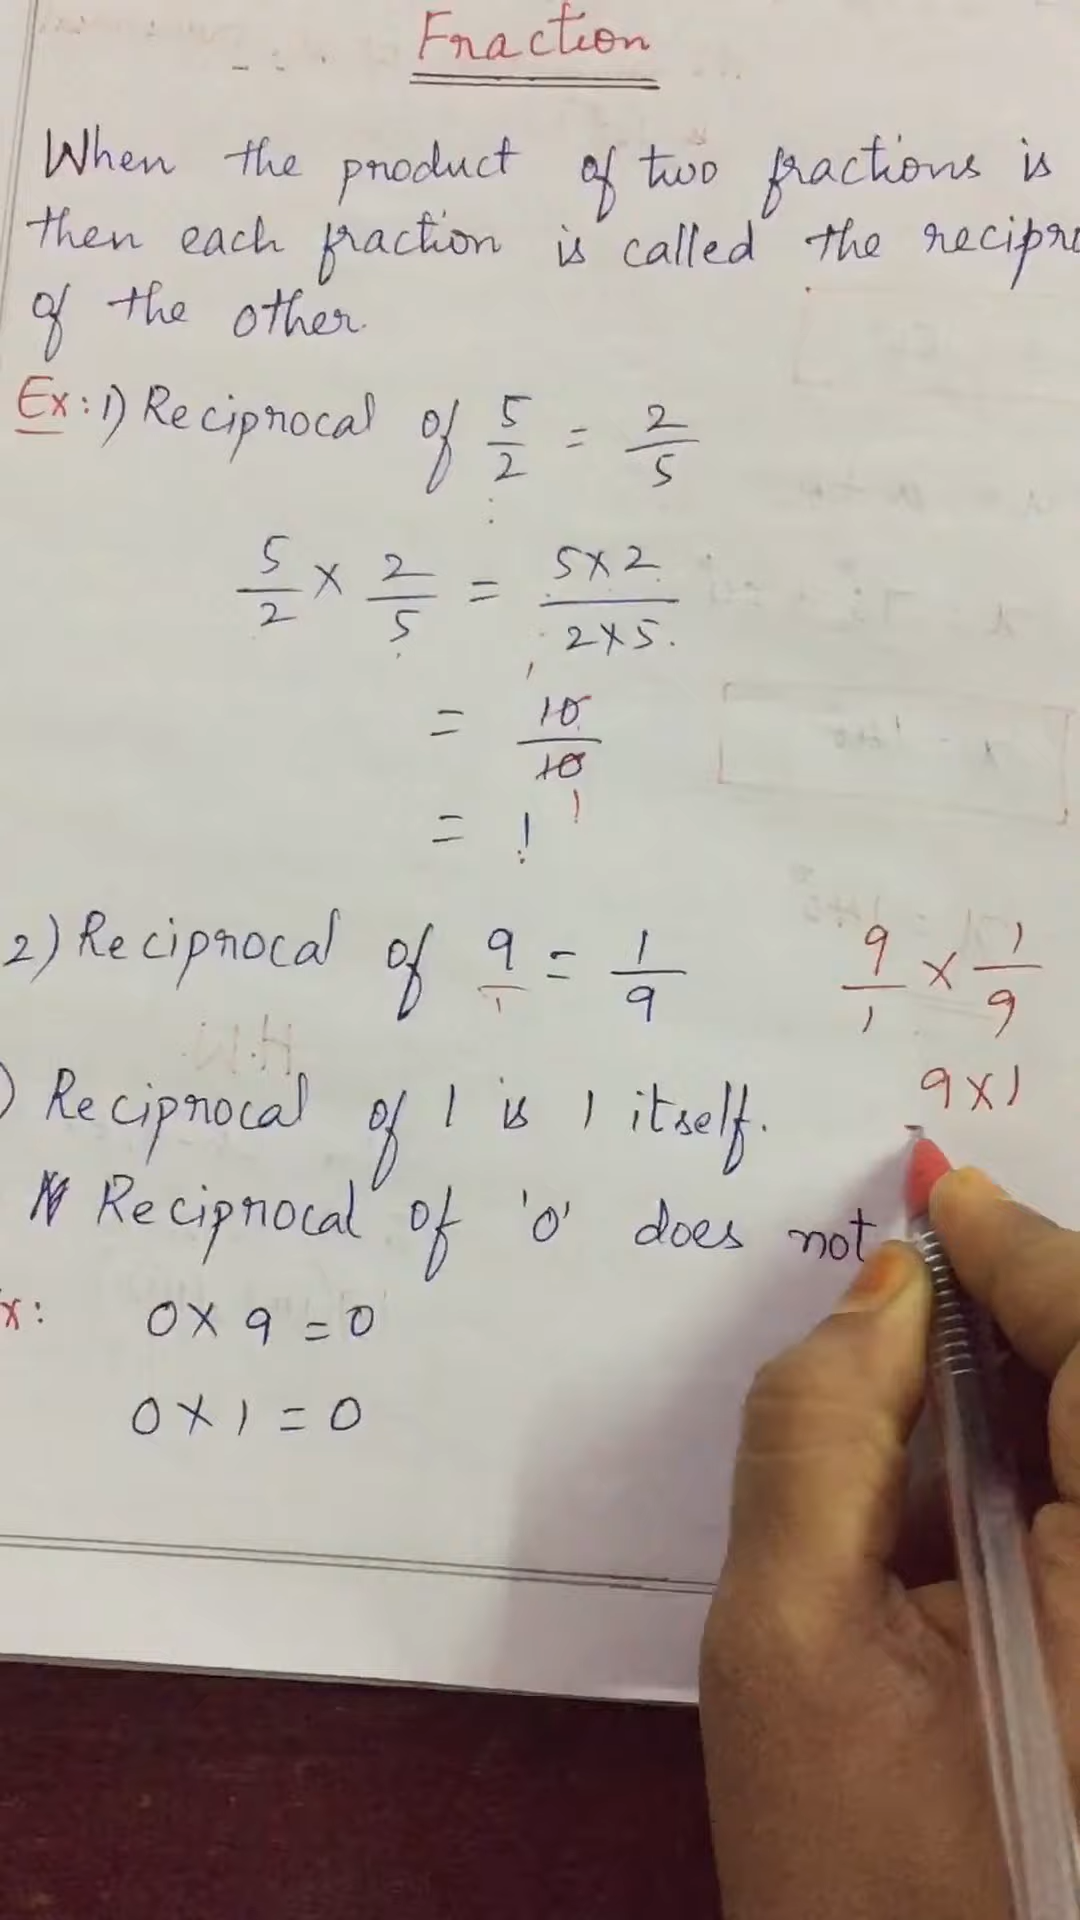 Fraction
When the product of two fractions is
then each fraction is called the recipro
of the other.
Ex: 1) Reciprocal of 5/2 = 2/5
5/2 × 2/5 = 5×2/2×5
= 10/10
1
1
= 1
2) Reciprocal of 9/1 = 1/9
9/1 × 1/9
9×1
) Reciprocal of 1 is 1 itself.
Reciprocal of 'o' does not
x: 0 × 9 = 0
0 × 1 = 0